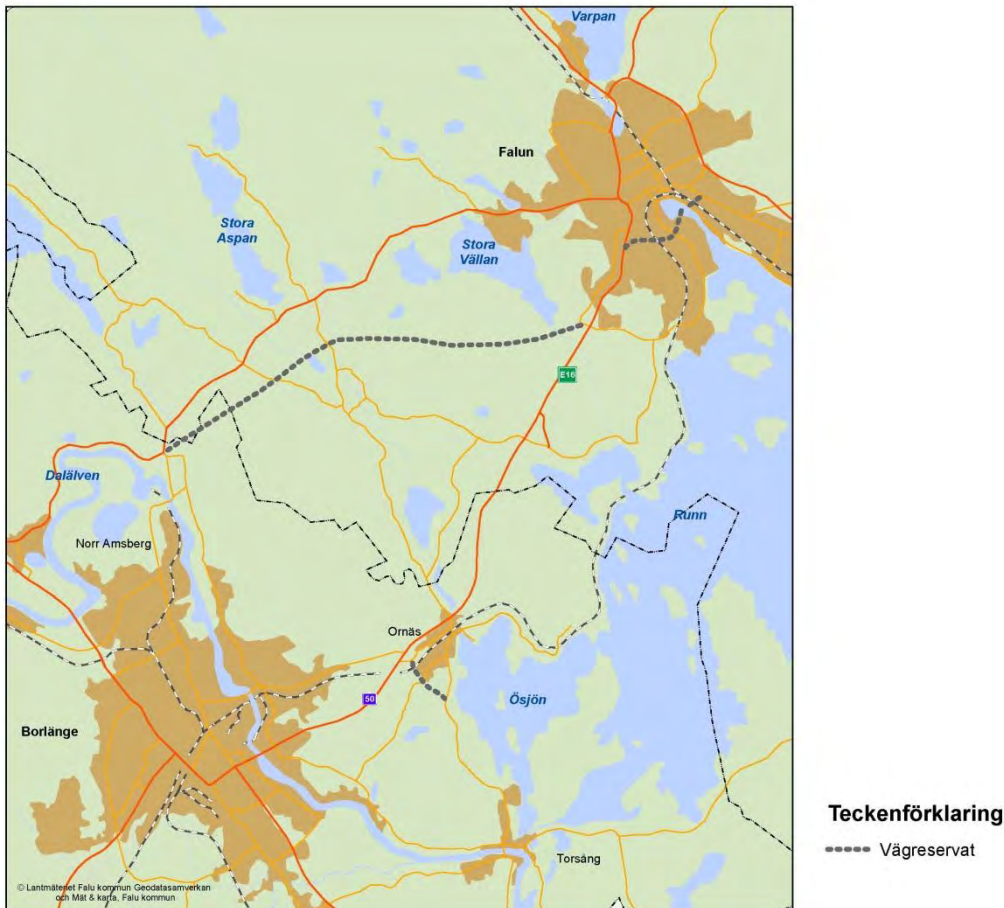 Varpan
Falun
Stora
Aspan
Stora
Vällan
E16
Dalälven
Runn
Norr Amsberg
Ornäs
50
Ösjön
Borlänge
Torsång
Teckenförklaring
Vägreservat
© Lantmäteriet Falu kommun Geodatasamverkan
och Mät & karta, Falu kommun